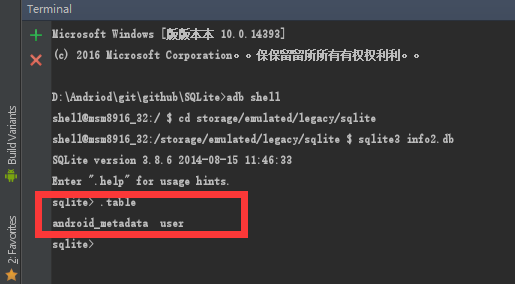 Terminal
Microsoft Windows [版版本本 10.0.14393]
(c) 2016 Microsoft Corporation。。保保留留所所有有权权利利。。
D:\Andriod\git\github\SQLite>adb shell
shell@msm8916_32:/ $ cd storage/emulated/legacy/sqlite
shell@msm8916_32:/storage/emulated/legacy/sqlite $ sqlite3 info2.db
SQLite version 3.8.6 2014-08-15 11:46:33
Enter ".help" for usage hints.
sqlite> .table
android_metadata  user
sqlite>
Build Variants
2: Favorites